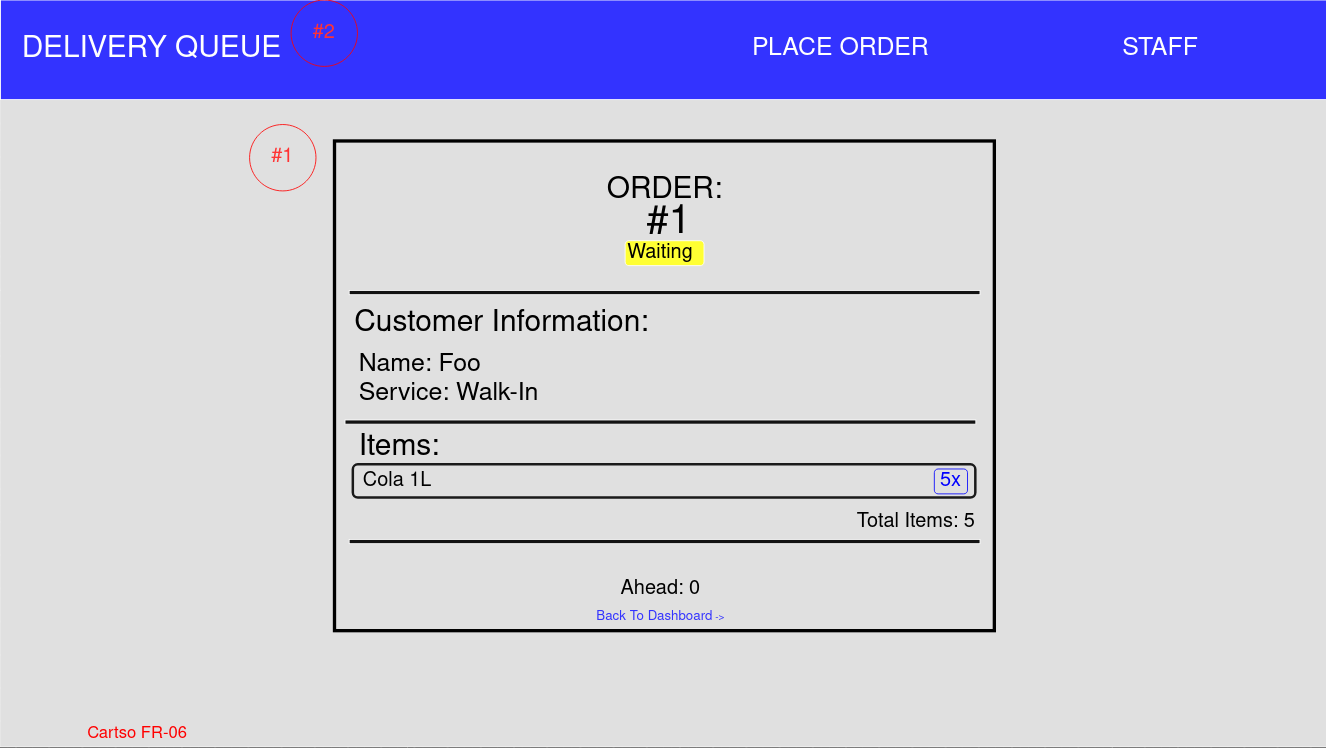 DELIVERY QUEUE #2 PLACE ORDER STAFF
#1
ORDER:
#1
Waiting
Customer Information:
Name: Foo
Service: Walk-In
Items:
Cola 1L 5x
Total Items: 5
Ahead: 0
Back To Dashboard ->
Cartso FR-06